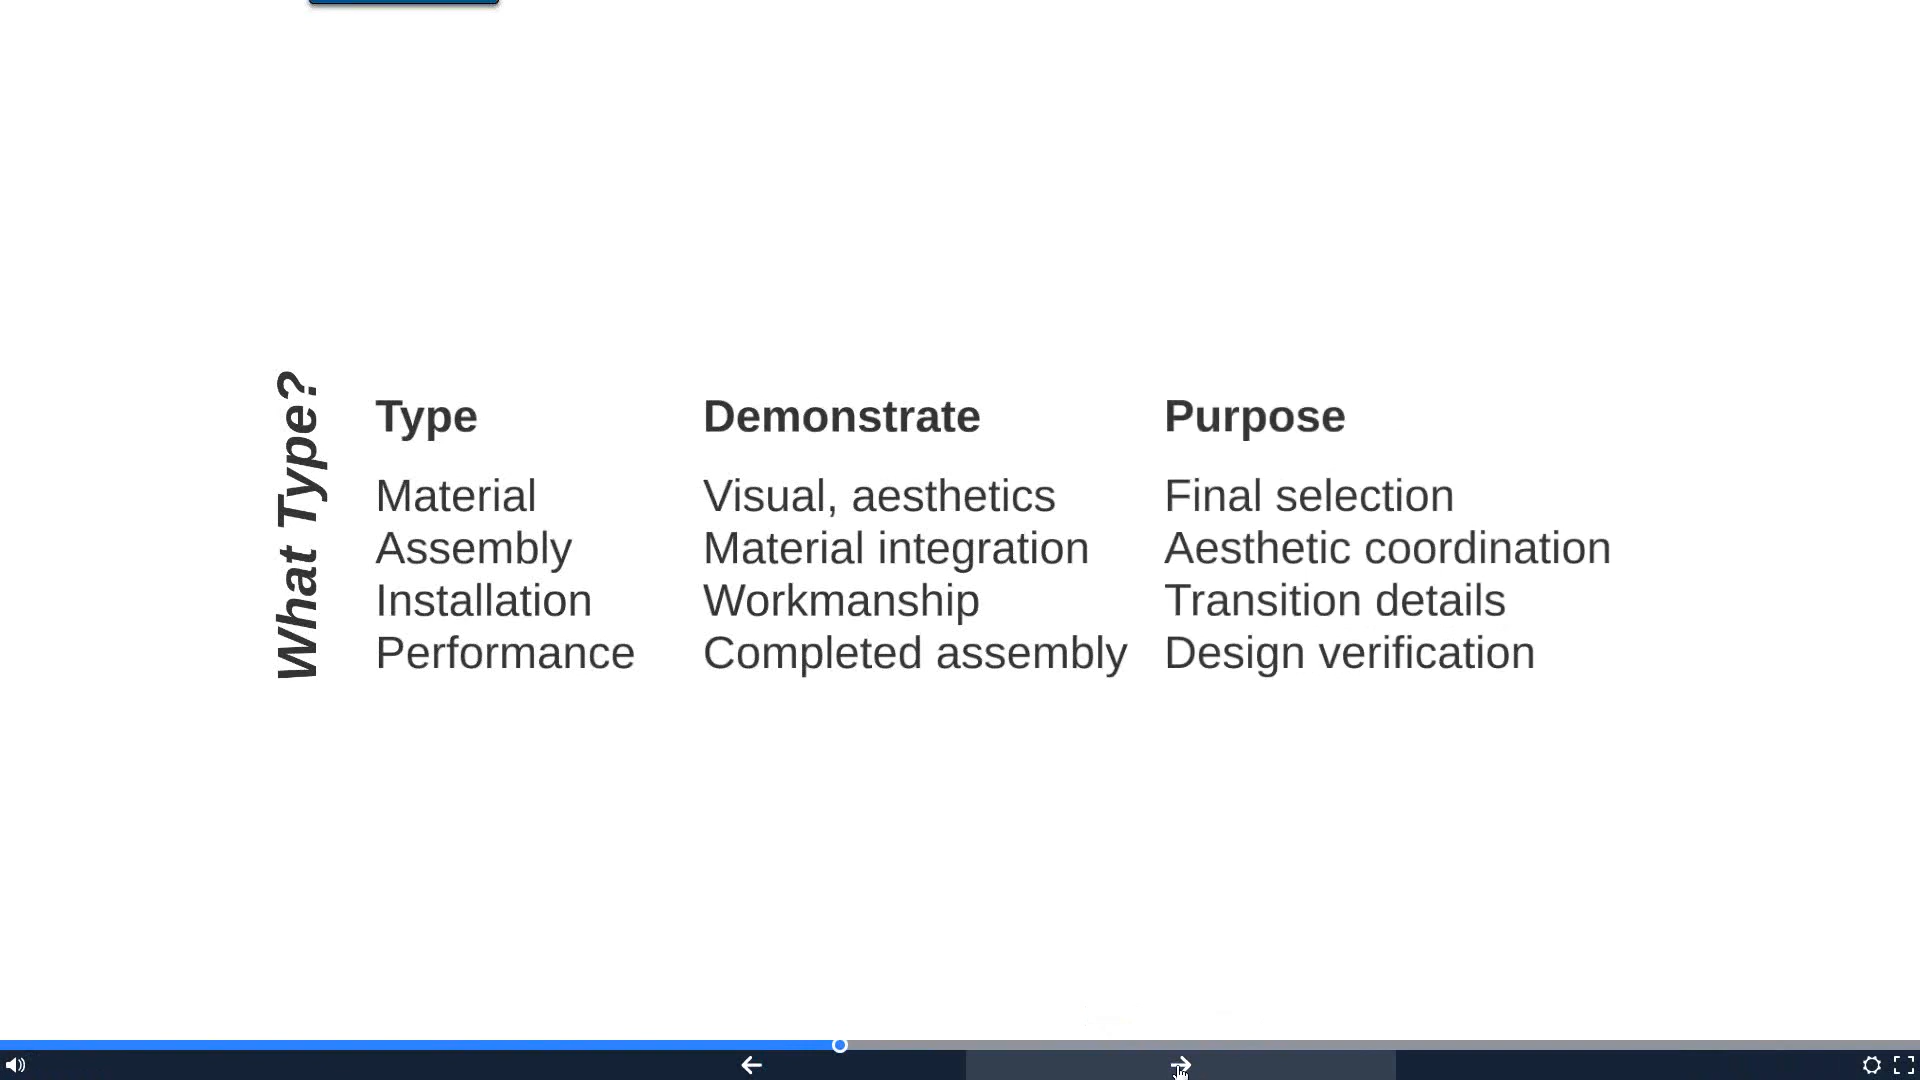 What Type?
Type Demonstrate Purpose
Material Visual, aesthetics Final selection
Assembly Material integration Aesthetic coordination
Installation Workmanship Transition details
Performance Completed assembly Design verification